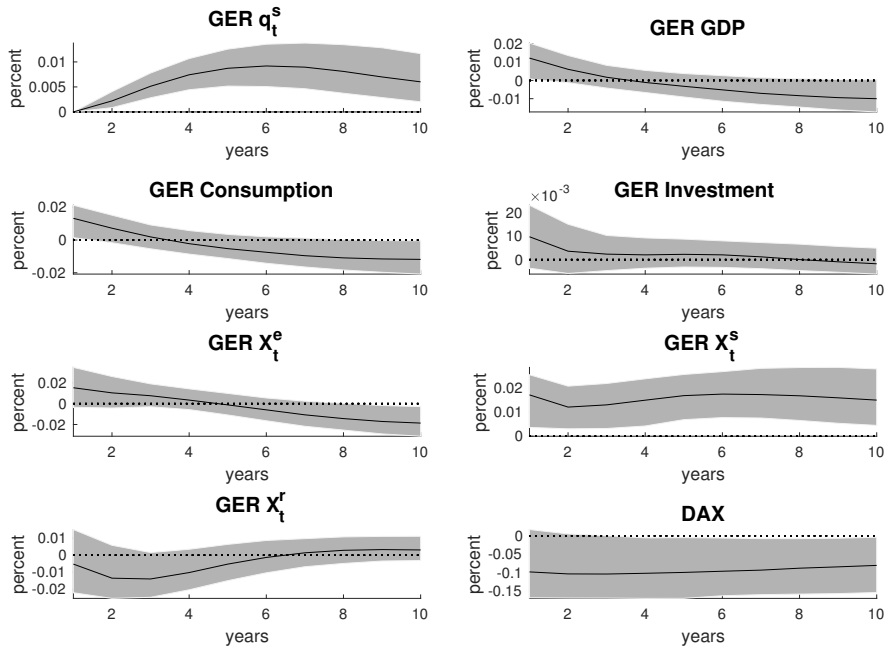 GER q_t^s
percent
0.01
0.005
0
2 4 6 8 10
years
GER GDP
percent
0.02
0.01
0
-0.01
2 4 6 8 10
years
GER Consumption
percent
0.02
0
-0.02
2 4 6 8 10
years
GER Investment
×10^-3
percent
20
10
0
2 4 6 8 10
years
GER X_t^e
percent
0.02
0
-0.02
2 4 6 8 10
years
GER X_t^s
percent
0.02
0.01
0
2 4 6 8 10
years
GER X_t^r
percent
0.01
0
-0.01
-0.02
2 4 6 8 10
years
DAX
percent
0
-0.05
-0.1
-0.15
2 4 6 8 10
years